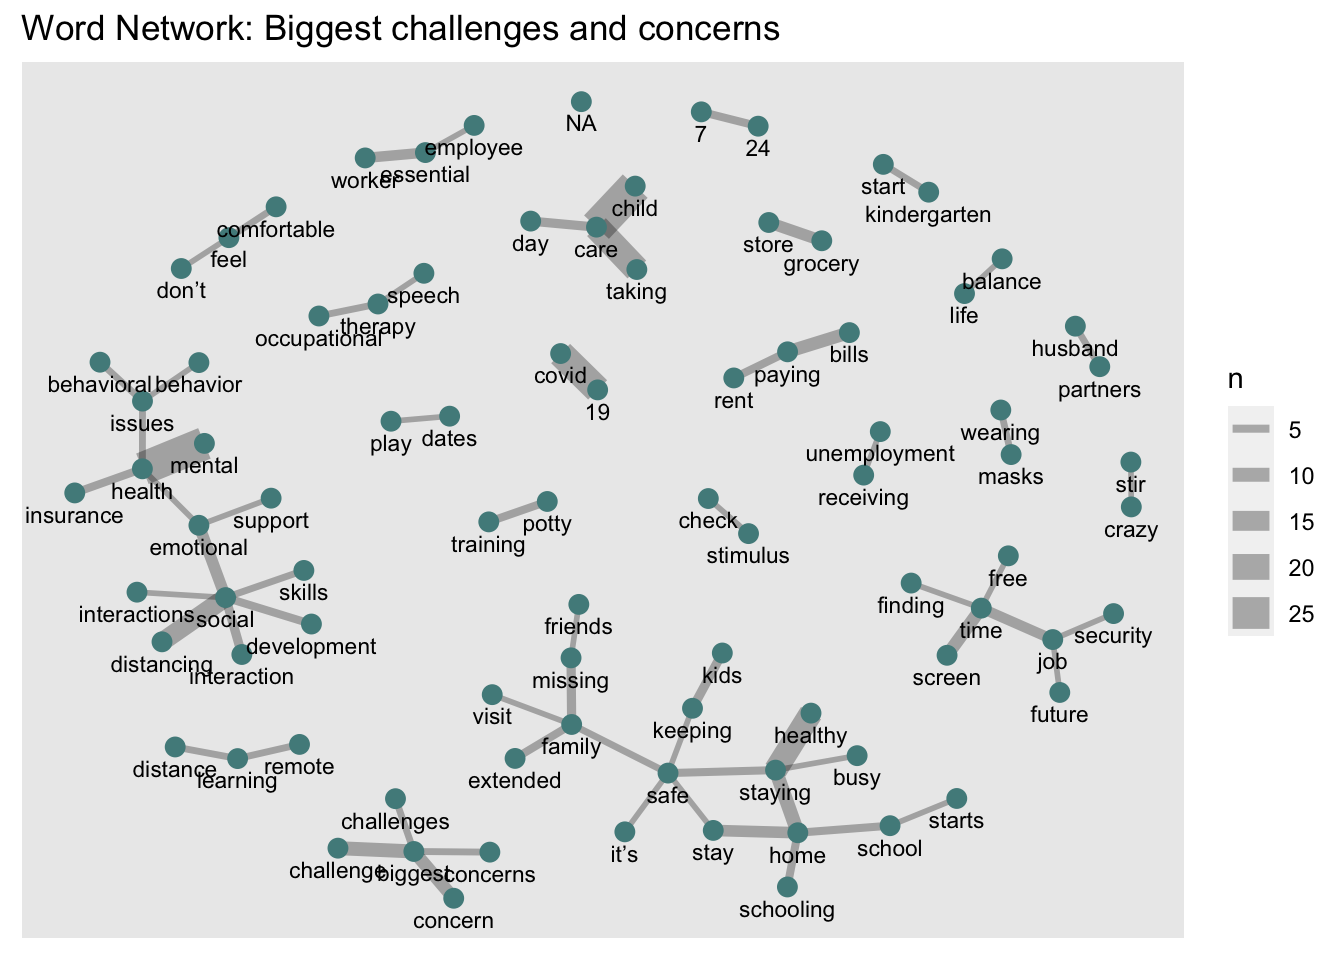 Word Network: Biggest challenges and concerns
NA
7
24
employee
essential
worker
start
kindergarten
child
day
care
taking
comfortable
feel
don’t
store
grocery
balance
life
speech
therapy
occupational
husband
partners
bills
paying
rent
covid
19
behavioral
behavior
issues
play
dates
wearing
masks
unemployment
receiving
mental
health
insurance
stir
crazy
support
emotional
potty
training
check
stimulus
skills
interactions
social
development
distancing
interaction
free
finding
time
security
job
screen
future
friends
missing
visit
family
extended
kids
keeping
healthy
staying
busy
safe
distance
learning
remote
it’s
stay
home
school
starts
schooling
challenges
challenge
biggest
concerns
concern
n
5
10
15
20
25